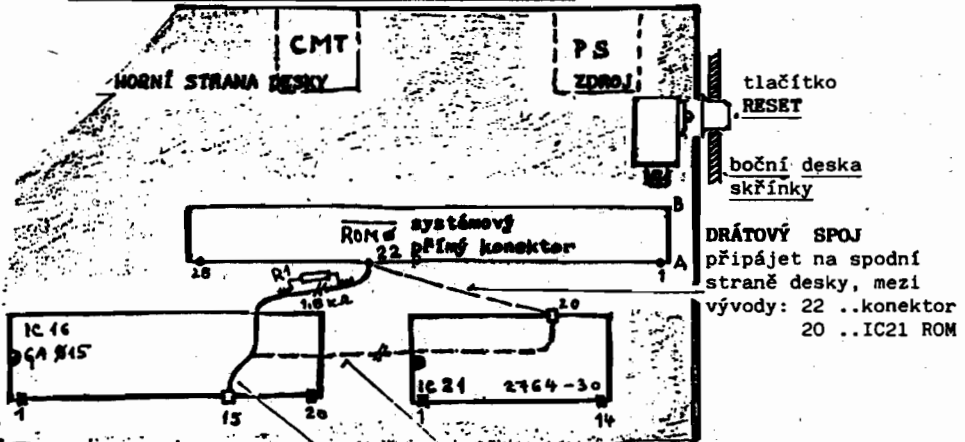 CMT
PS
ZDROJ
HORNÍ STRANA DESKY
tlačítko
RESET
boční deska
skřínky
B
ROM∅ systémový
přímý konektor
28
22
A
1
R1
1,8 kΩ
DRÁTOVÝ SPOJ
připájet na spodní
straně desky, mezi
vývody: 22 ..konektor
20 ..IC21 ROM
20
IC 16
GA ∅15
1
15
20
IC 21 2764-30
1
14